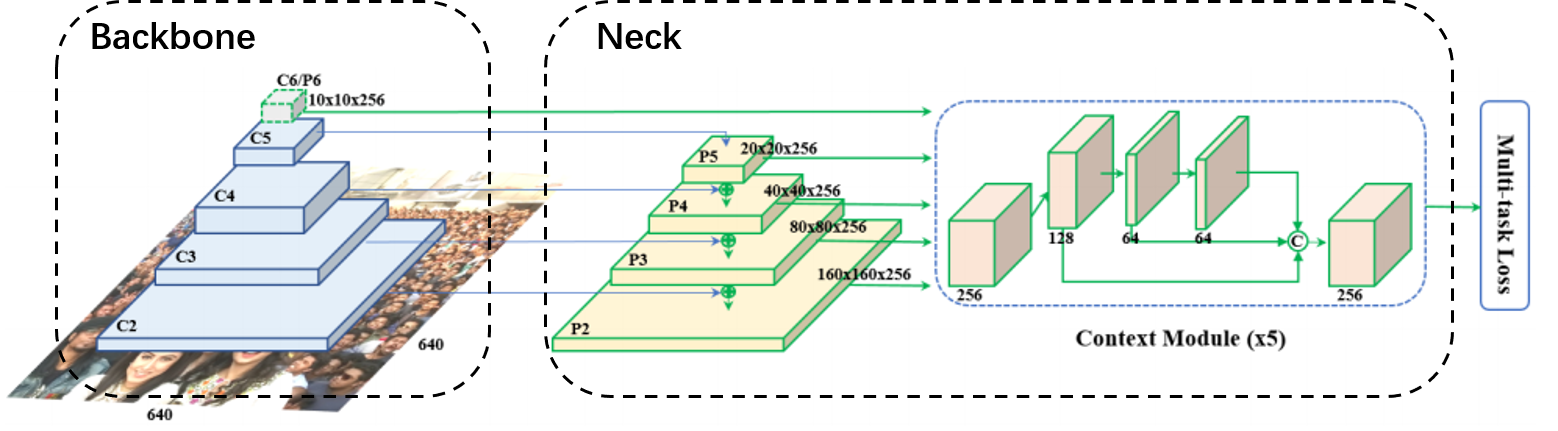 Backbone
Neck
C6/P6
10x10x256
C5
C4
C3
C2
640
640
P5
20x20x256
P4
40x40x256
P3
80x80x256
P2
160x160x256
256
128
64
64
C
256
Context Module (x5)
Multi-task Loss